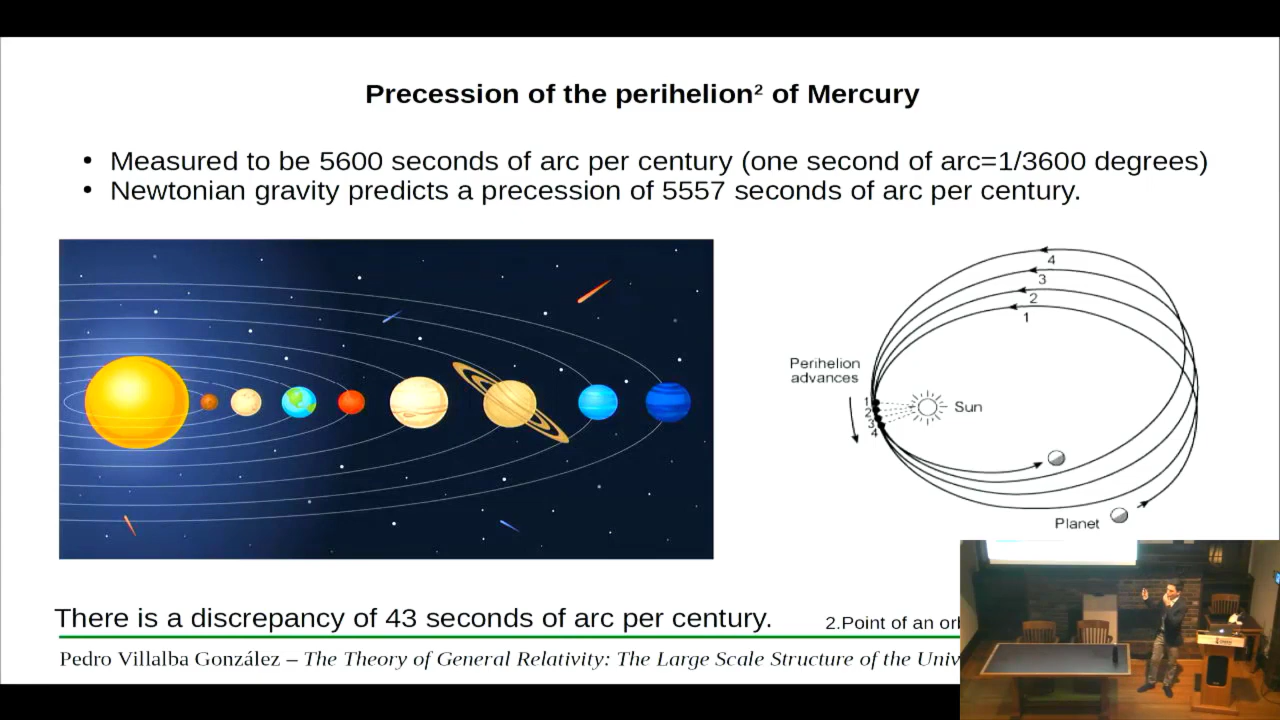 Precession of the perihelion² of Mercury
• Measured to be 5600 seconds of arc per century (one second of arc=1/3600 degrees)
• Newtonian gravity predicts a precession of 5557 seconds of arc per century.
4
3
2
1
Perihelion
advances
1
2
3
4
Sun
Planet
There is a discrepancy of 43 seconds of arc per century.
2.Point of an
Pedro Villalba González – The Theory of General Relativity: The Large Scale Structure of the